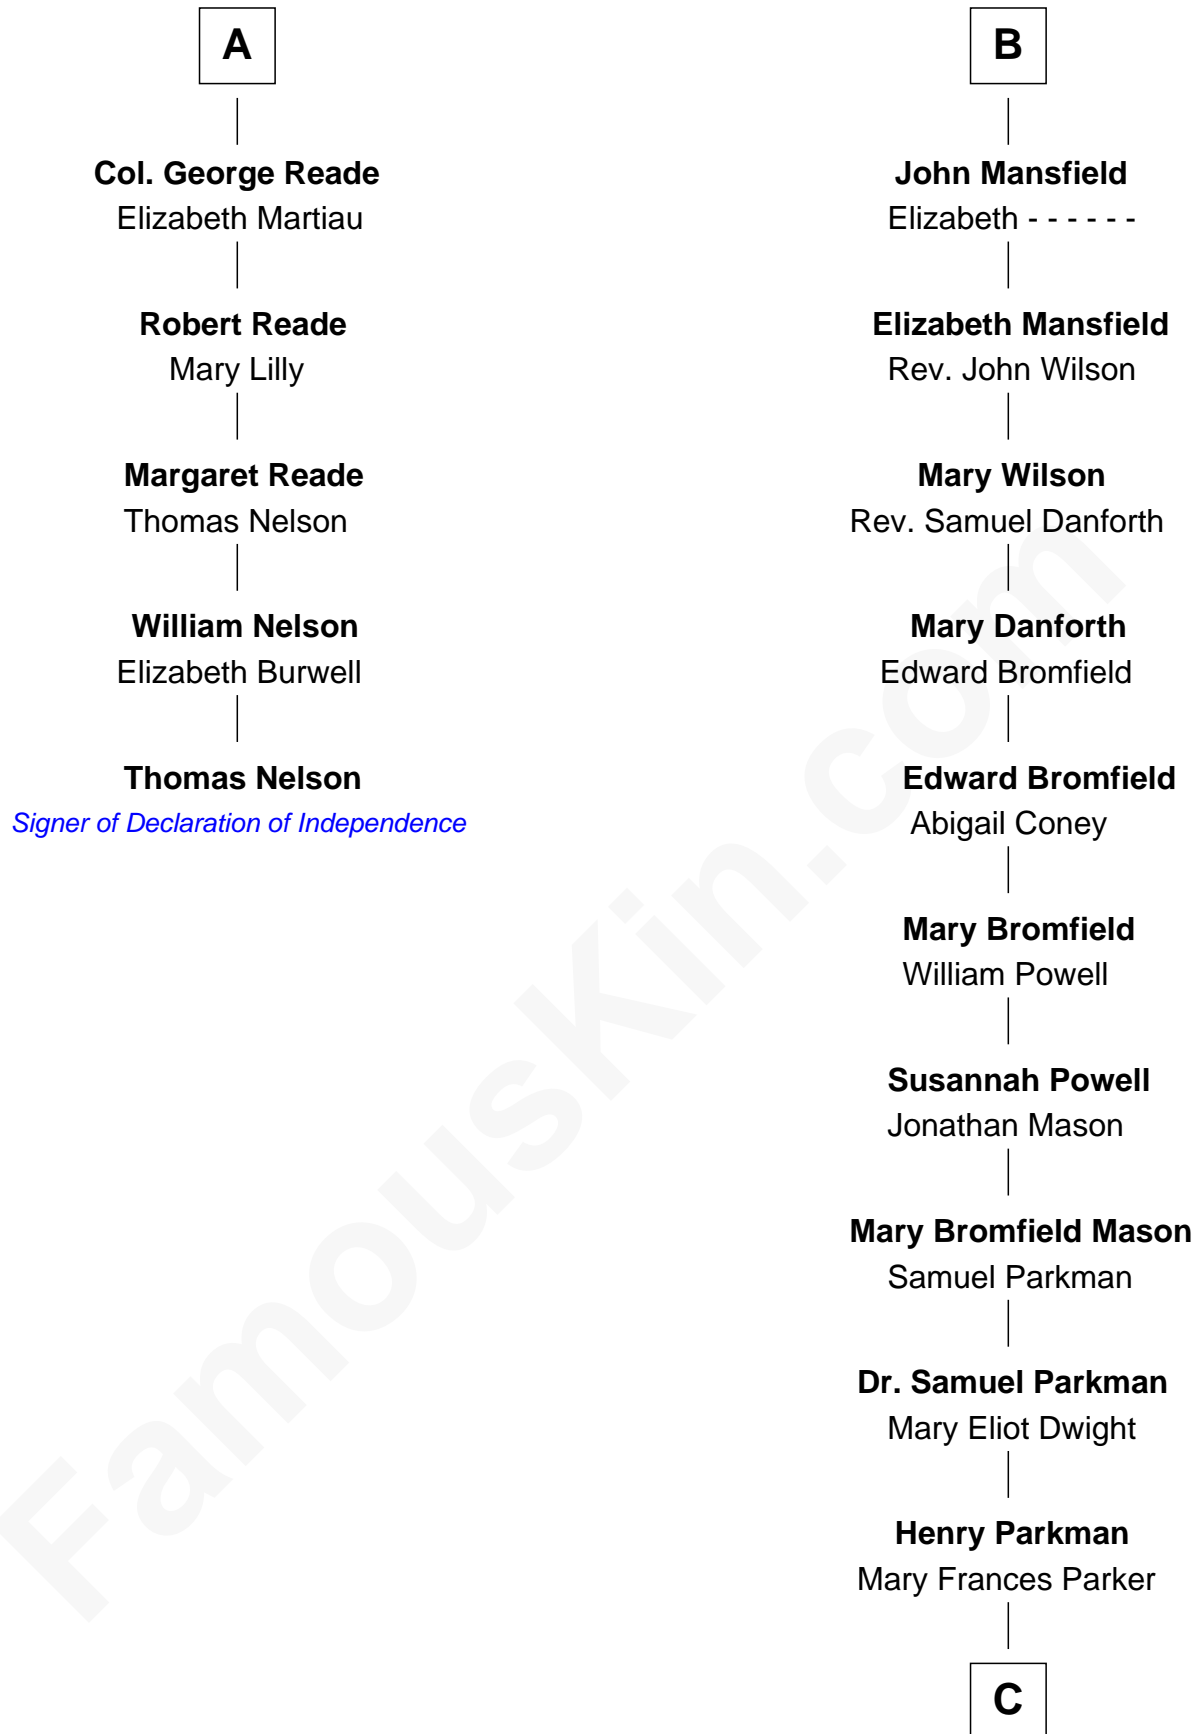 A
Col. George Reade
Elizabeth Martiau
Robert Reade
Mary Lilly
Margaret Reade
Thomas Nelson
William Nelson
Elizabeth Burwell
Thomas Nelson
Signer of Declaration of Independence
B
John Mansfield
Elizabeth - - - - - -
Elizabeth Mansfield
Rev. John Wilson
Mary Wilson
Rev. Samuel Danforth
Mary Danforth
Edward Bromfield
Edward Bromfield
Abigail Coney
Mary Bromfield
William Powell
Susannah Powell
Jonathan Mason
Mary Bromfield Mason
Samuel Parkman
Dr. Samuel Parkman
Mary Eliot Dwight
Henry Parkman
Mary Frances Parker
C
FamousKin.com